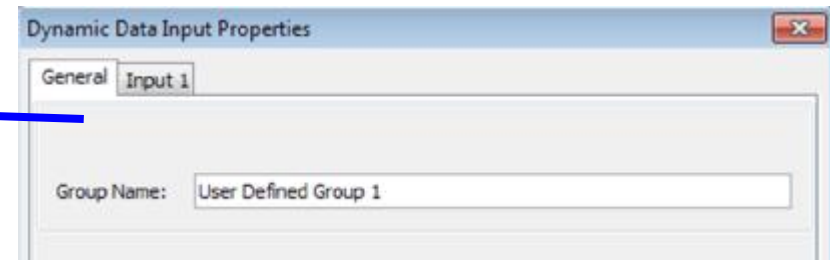 Dynamic Data Input Properties
General Input 1
Group Name: User Defined Group 1